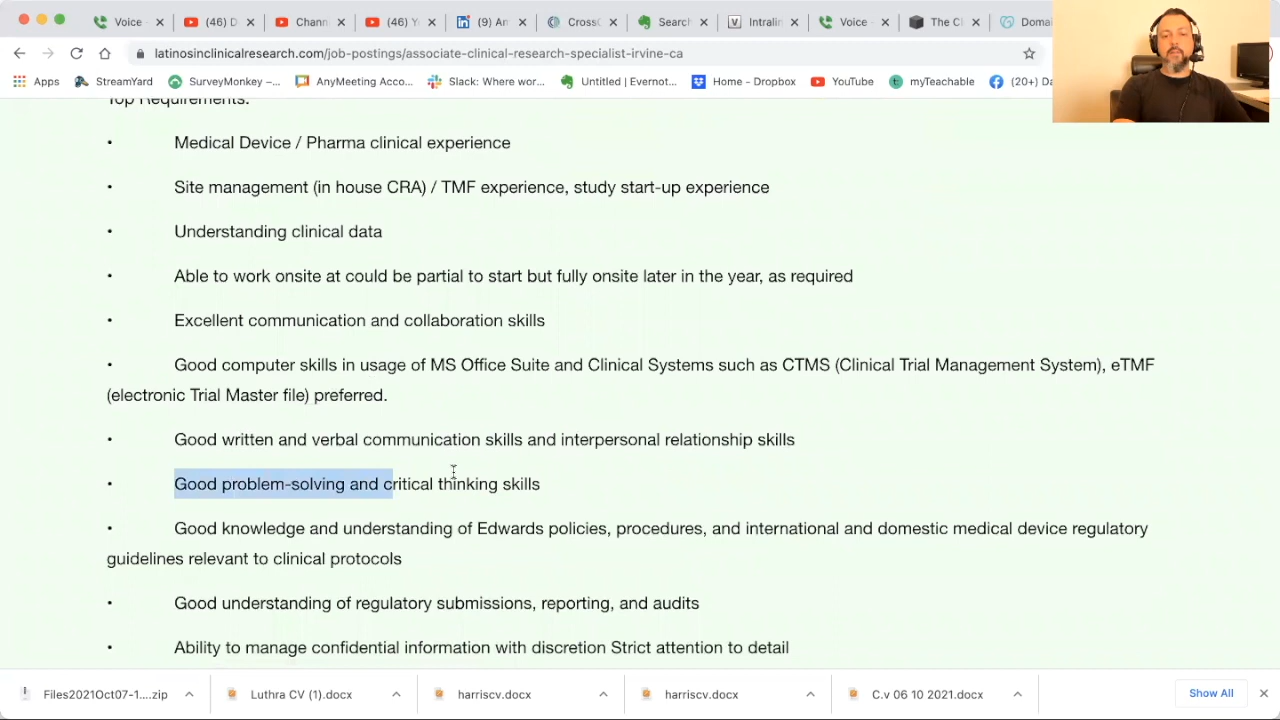 Voice -
(46) D
Chann
(46) Y
(9) Am
Cross
Search
Intralin
Voice -
The Cl
Domai
latinosinclinicalresearch.com/job-postings/associate-clinical-research-specialist-irvine-ca
Apps
StreamYard
SurveyMonkey –...
AnyMeeting Acco...
Slack: Where wor...
Untitled | Evernot...
Home - Dropbox
YouTube
myTeachable
(20+) Da
Top Requirements:
• Medical Device / Pharma clinical experience
• Site management (in house CRA) / TMF experience, study start-up experience
• Understanding clinical data
• Able to work onsite at could be partial to start but fully onsite later in the year, as required
• Excellent communication and collaboration skills
• Good computer skills in usage of MS Office Suite and Clinical Systems such as CTMS (Clinical Trial Management System), eTMF
(electronic Trial Master file) preferred.
• Good written and verbal communication skills and interpersonal relationship skills
• Good problem-solving and critical thinking skills
• Good knowledge and understanding of Edwards policies, procedures, and international and domestic medical device regulatory
guidelines relevant to clinical protocols
• Good understanding of regulatory submissions, reporting, and audits
• Ability to manage confidential information with discretion Strict attention to detail
Files2021Oct07-1....zip
Luthra CV (1).docx
harriscv.docx
harriscv.docx
C.v 06 10 2021.docx
Show All